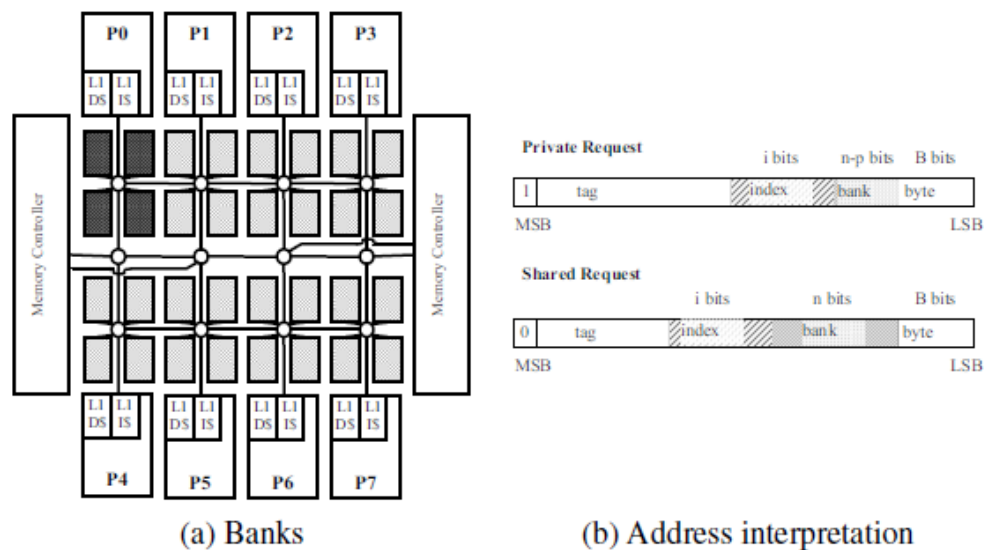 P0 P1 P2 P3
L1 L1 L1 L1 L1 L1 L1 L1
D$ I$ D$ I$ D$ I$ D$ I$
Memory Controller
Memory Controller
L1 L1 L1 L1 L1 L1 L1 L1
D$ I$ D$ I$ D$ I$ D$ I$
P4 P5 P6 P7
(a) Banks
Private Request
i bits n-p bits B bits
1 tag index bank byte
MSB LSB
Shared Request
i bits n bits B bits
0 tag index bank byte
MSB LSB
(b) Address interpretation